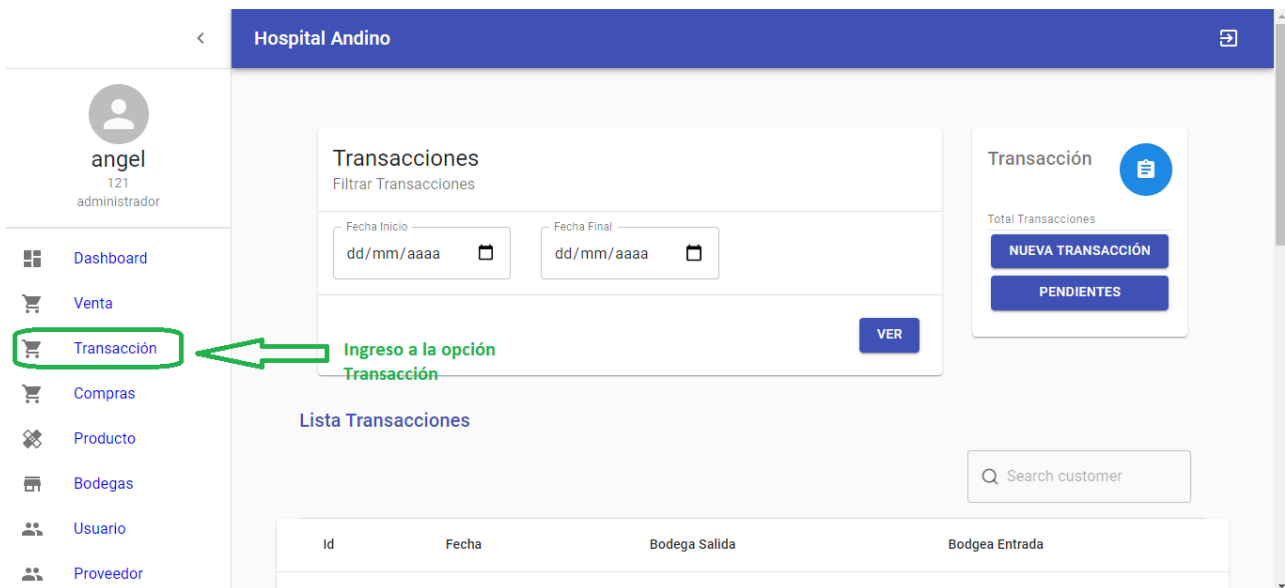 Hospital Andino
angel
121
administrador
Dashboard
Venta
Transacción
Compras
Producto
Bodegas
Usuario
Proveedor
Transacciones
Filtrar Transacciones
Fecha Inicio
dd/mm/aaaa
Fecha Final
dd/mm/aaaa
VER
Ingreso a la opción
Transacción
Transacción
Total Transacciones
NUEVA TRANSACCIÓN
PENDIENTES
Lista Transacciones
Search customer
Id Fecha Bodega Salida Bodgea Entrada